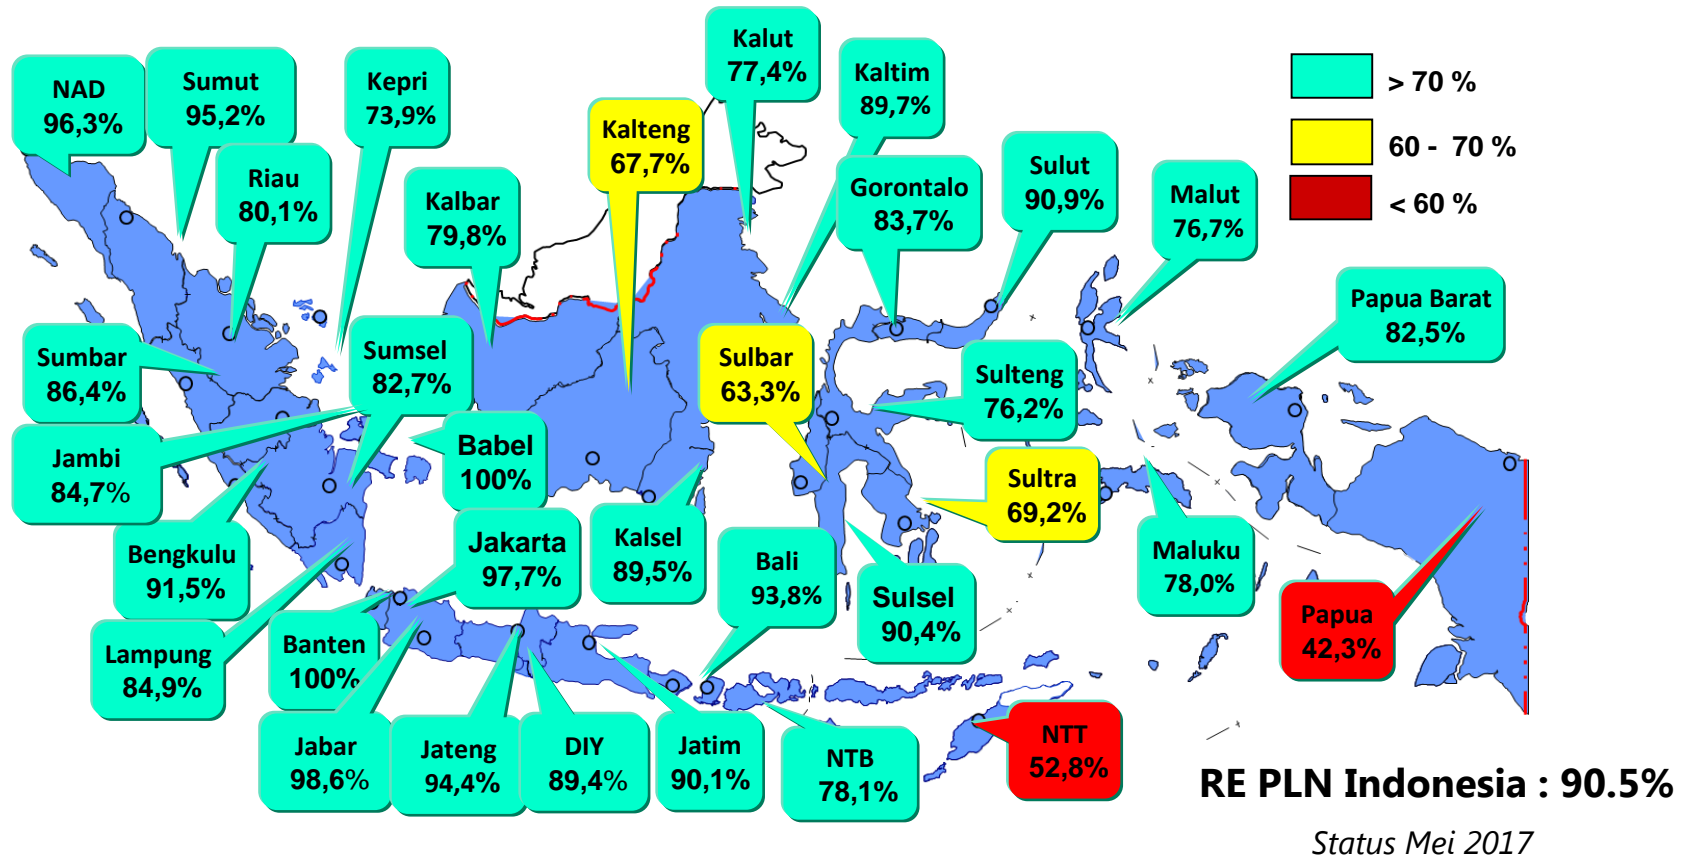 NAD
96,3%
Sumut
95,2%
Kepri
73,9%
Kalut
77,4%
Kaltim
89,7%
Kalteng
67,7%
Riau
80,1%
Kalbar
79,8%
Gorontalo
83,7%
Sulut
90,9%
Malut
76,7%
> 70 %
60 - 70 %
< 60 %
Papua Barat
82,5%
Sumbar
86,4%
Sumsel
82,7%
Sulbar
63,3%
Sulteng
76,2%
Jambi
84,7%
Babel
100%
Sultra
69,2%
Bengkulu
91,5%
Jakarta
97,7%
Kalsel
89,5%
Bali
93,8%
Sulsel
90,4%
Maluku
78,0%
Papua
42,3%
Lampung
84,9%
Banten
100%
Jabar
98,6%
Jateng
94,4%
DIY
89,4%
Jatim
90,1%
NTB
78,1%
NTT
52,8%
RE PLN Indonesia : 90.5%
Status Mei 2017